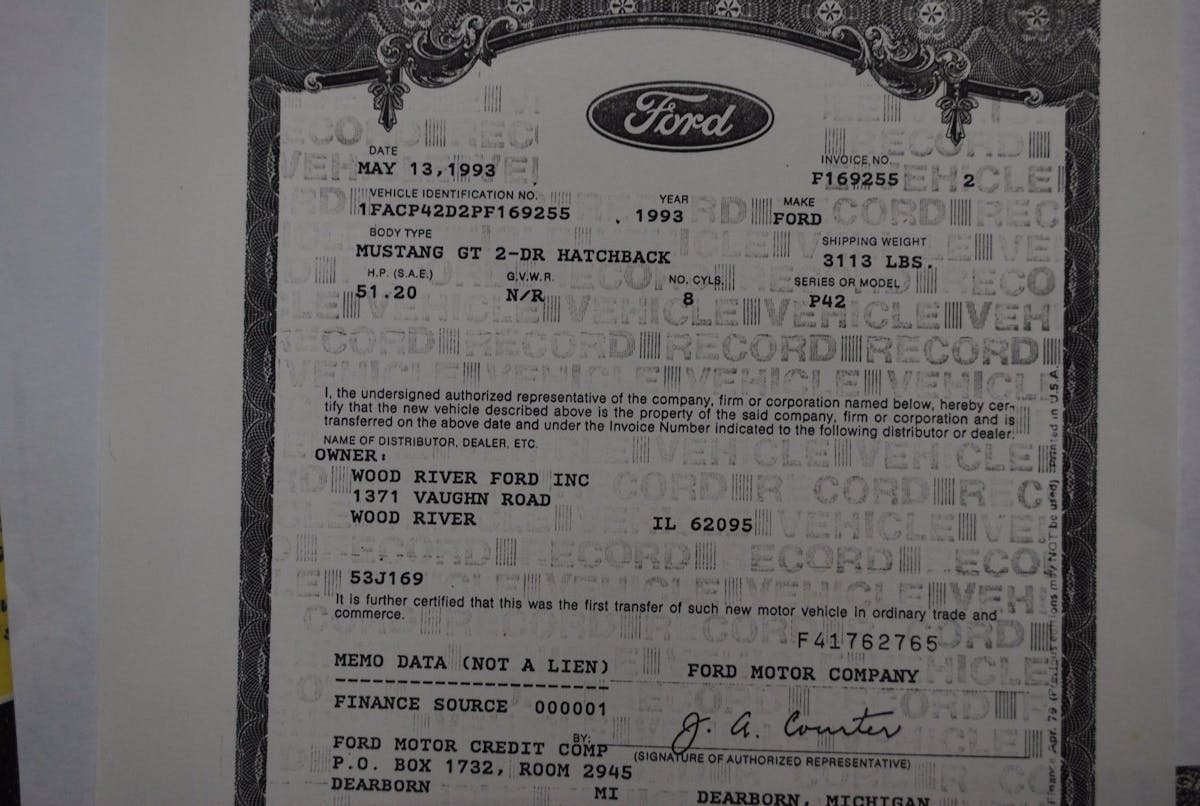 Ford
DATE
MAY 13,1993
INVOICE NO.
F169255 2
VEHICLE IDENTIFICATION NO. YEAR MAKE
1FACP42D2PF169255 . 1993 FORD
BODY TYPE SHIPPING WEIGHT
MUSTANG GT 2-DR HATCHBACK 3113 LBS.
H.P. (S.A.E.) G.V.W.R. NO. CYLS. SERIES OR MODEL
51.20 N/R 8 P42
I, the undersigned authorized representative of the company, firm or corporation named below, hereby cer-
tify that the new vehicle described above is the property of the said company, firm or corporation and is
transferred on the above date and under the Invoice Number indicated to the following distributor or dealer.
NAME OF DISTRIBUTOR, DEALER, ETC.
OWNER:
WOOD RIVER FORD INC
1371 VAUGHN ROAD
WOOD RIVER IL 62095
53J169
It is further certified that this was the first transfer of such new motor vehicle in ordinary trade and
commerce.
F41762765
MEMO DATA (NOT A LIEN) FORD MOTOR COMPANY
FINANCE SOURCE 000001
BY: J. A. Courter
FORD MOTOR CREDIT COMP (SIGNATURE OF AUTHORIZED REPRESENTATIVE)
P.O. BOX 1732, ROOM 2945
DEARBORN MI DEARBORN, MICHIGAN